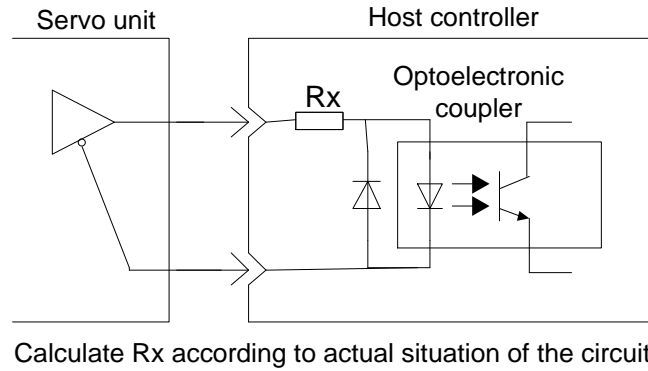 Servo unit
Host controller
Optoelectronic
coupler
Rx
Calculate Rx according to actual situation of the circuit